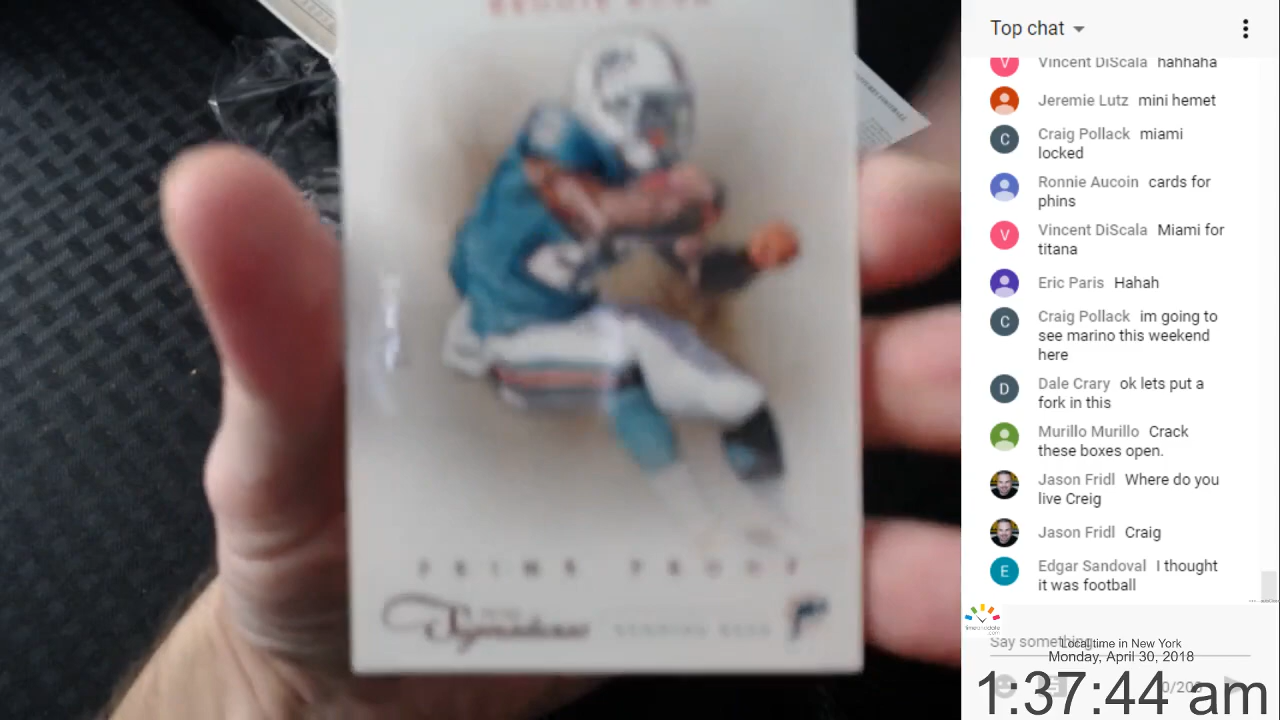 PRIME PROOF
Signatures
Top chat
Vincent DiScala hahhaha
Jeremie Lutz mini hemet
Craig Pollack miami
locked
Ronnie Aucoin cards for
phins
Vincent DiScala Miami for
titana
Eric Paris Hahah
Craig Pollack im going to
see marino this weekend
here
Dale Crary ok lets put a
fork in this
Murillo Murillo Crack
these boxes open.
Jason Fridl Where do you
live Creig
Jason Fridl Craig
Edgar Sandoval I thought
it was football
Say something...
Local time in New York
Monday, April 30, 2018
0/200
1:37:44 am